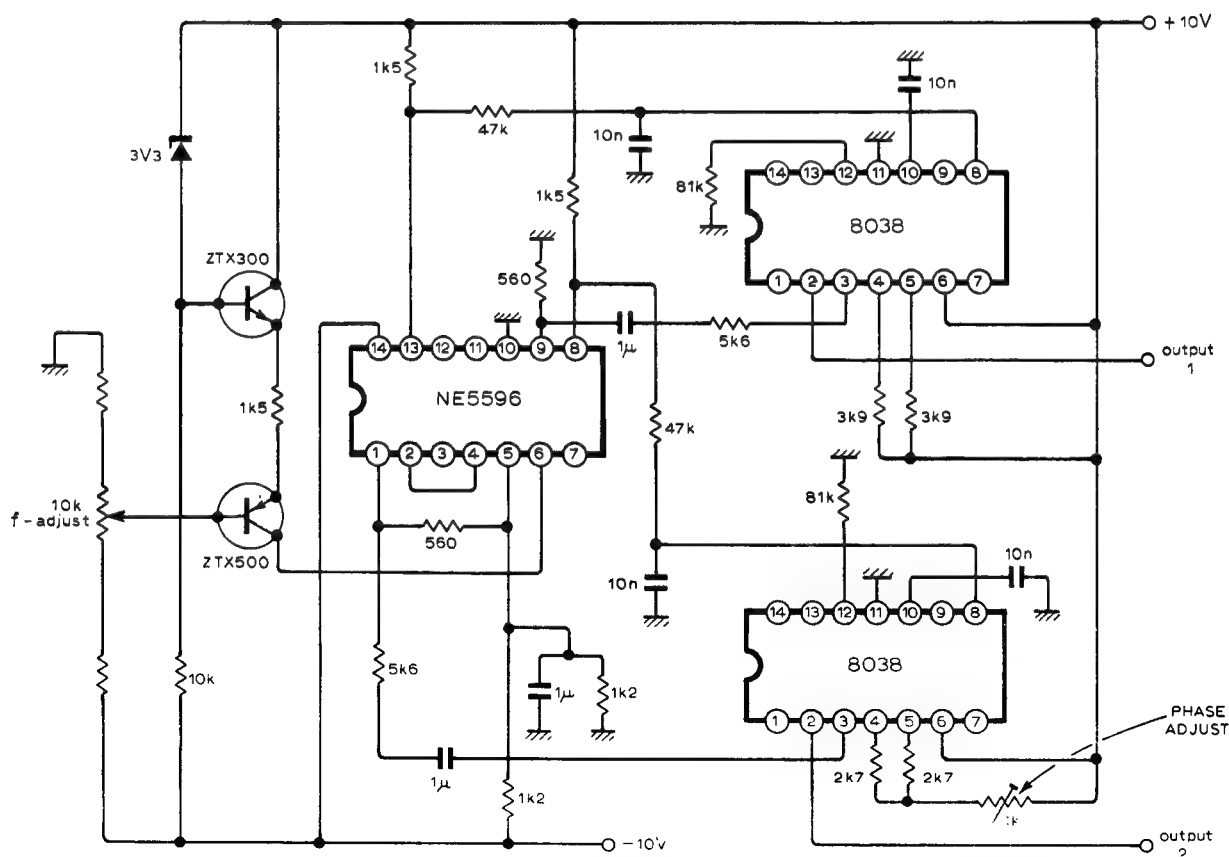 +10V
1k5
10n
47k
10n
3V3
1k5
81k
14 13 12 11 10 9 8
8038
ZTX300
560
1 2 3 4 5 6 7
1μ
5k6
14 13 12 11 10 9 8
output
1
NE5596
1k5
3k9
3k9
47k
1 2 3 4 5 6 7
81k
10k
f-adjust
560
ZTX500
10n
10n
14 13 12 11 10 9 8
8038
5k6
10k
1μ
1k2
PHASE
ADJUST
1 2 3 4 5 6 7
2k7
2k7
1μ
1k2
1k
-10v
output
2